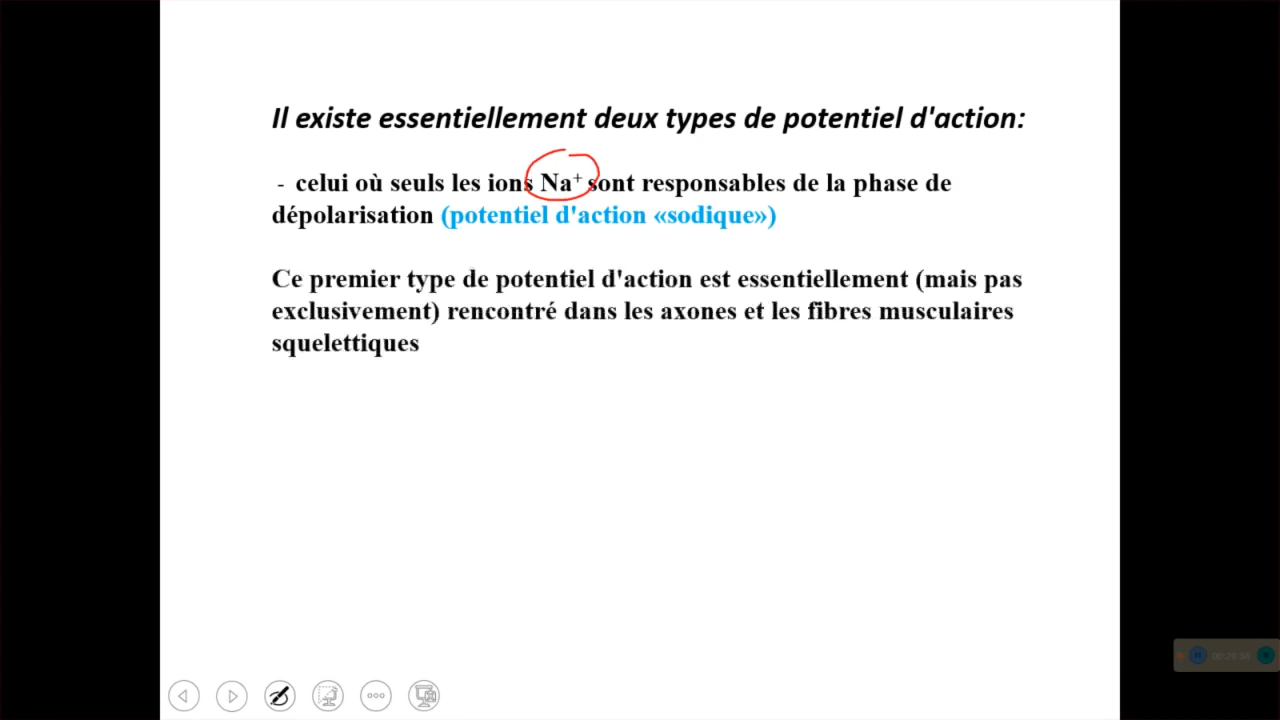 Il existe essentiellement deux types de potentiel d'action:
- celui où seuls les ions Na⁺ sont responsables de la phase de
dépolarisation (potentiel d'action «sodique»)
Ce premier type de potentiel d'action est essentiellement (mais pas
exclusivement) rencontré dans les axones et les fibres musculaires
squelettiques